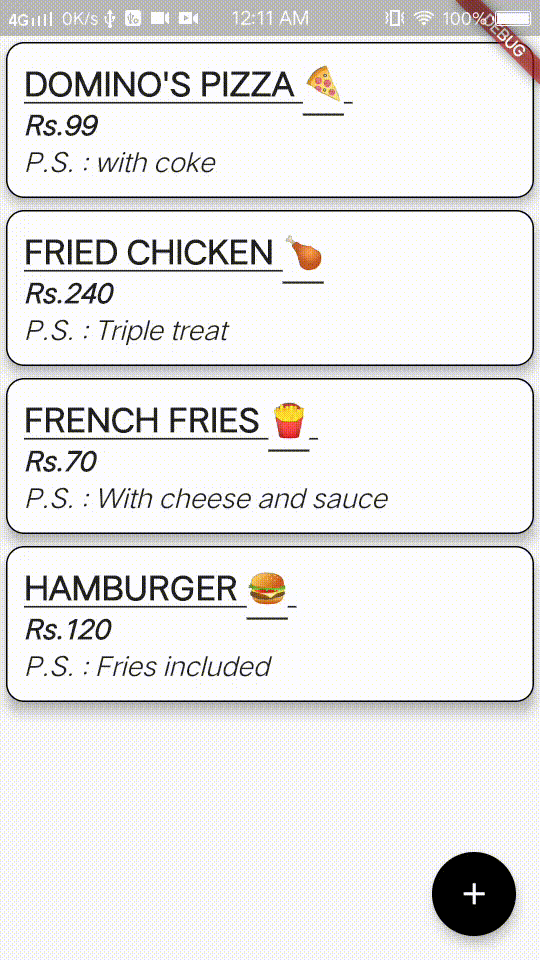 4G 0K/s 12:11 AM 100%
DEBUG
DOMINO'S PIZZA 🍕
Rs.99
P.S. : with coke
FRIED CHICKEN 🍗
Rs.240
P.S. : Triple treat
FRENCH FRIES 🍟
Rs.70
P.S. : With cheese and sauce
HAMBURGER 🍔
Rs.120
P.S. : Fries included
+